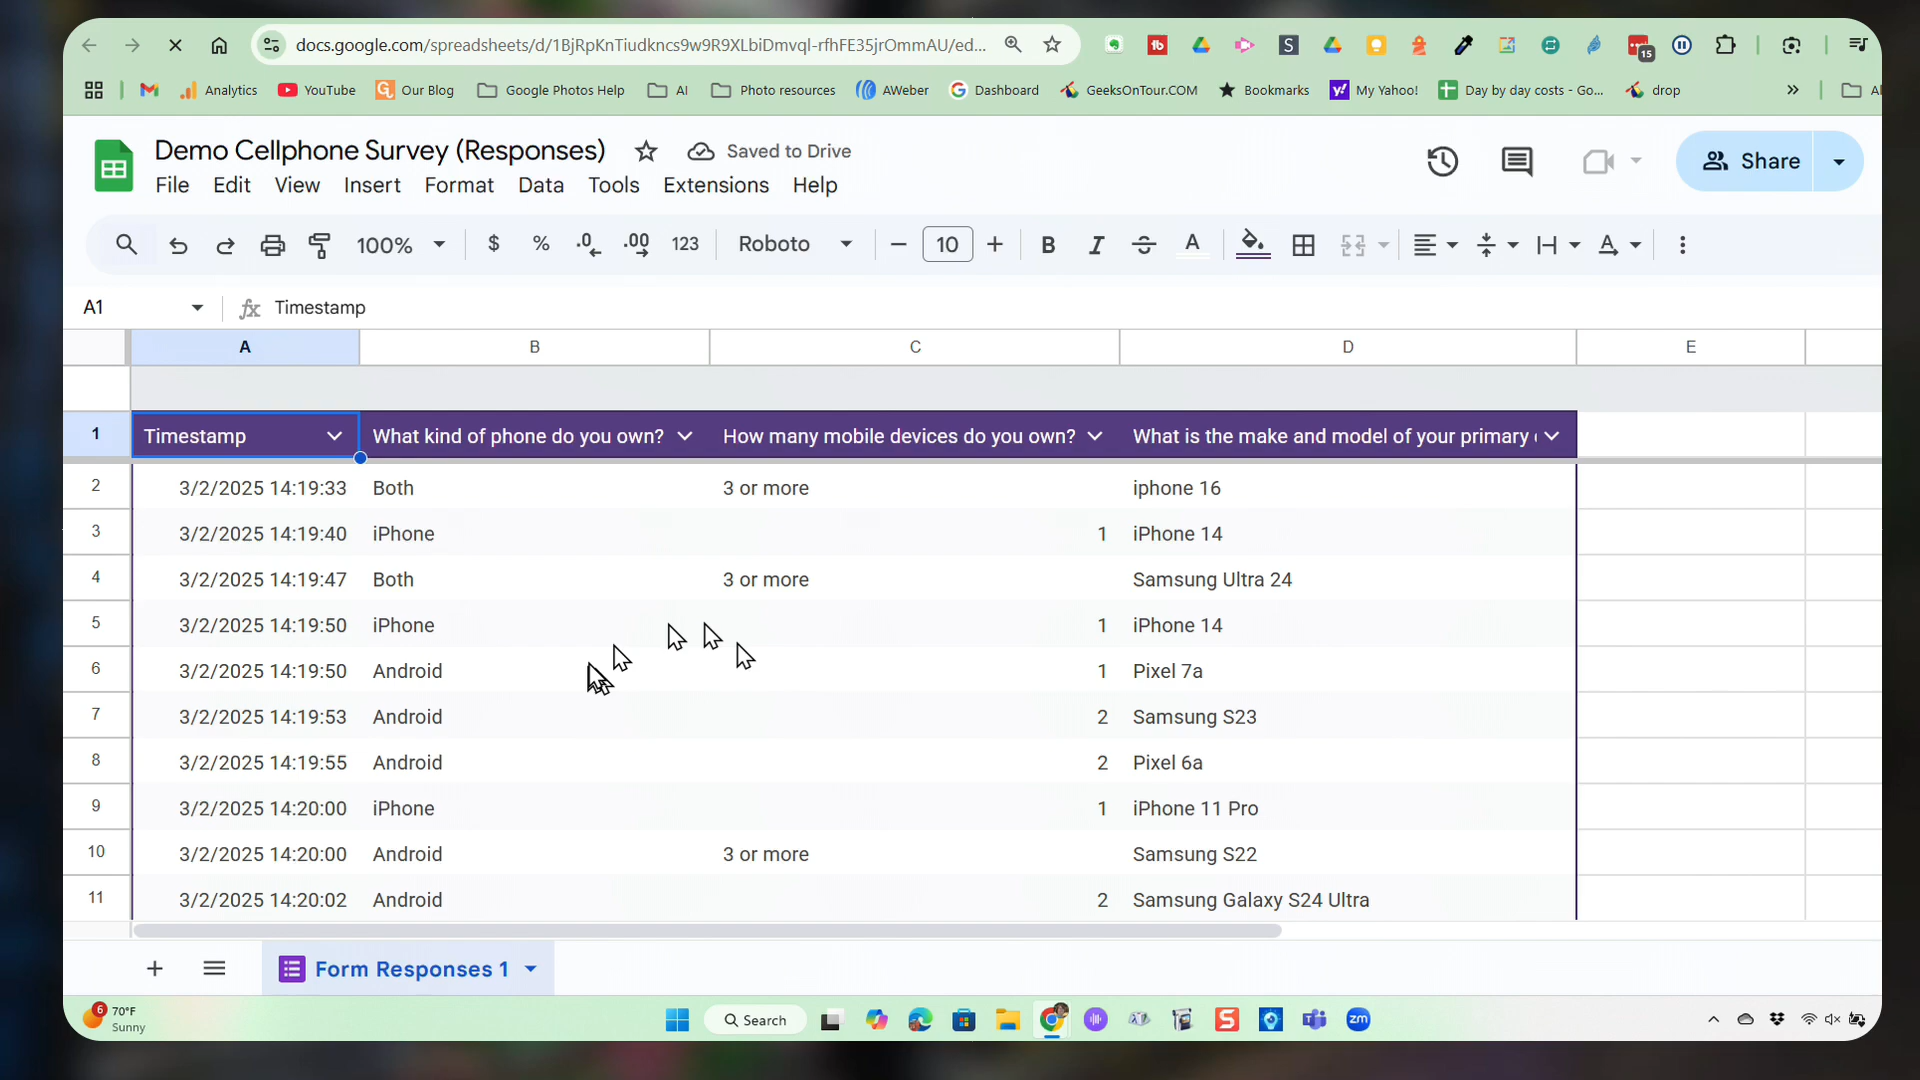 docs.google.com/spreadsheets/d/1BjRpKnTiudkncs9w9R9XLbiDmvqI-rfhFE35jrOmmAU/ed...
15
Analytics YouTube Our Blog Google Photos Help AI Photo resources AWeber Dashboard GeeksOnTour.COM Bookmarks My Yahoo! Day by day costs - Go... drop » Al
Demo Cellphone Survey (Responses) Saved to Drive
Share
File Edit View Insert Format Data Tools Extensions Help
100% $ % .0 .00 123 Roboto — 10 + B I A
A1 fx Timestamp
A B C D E
1 Timestamp What kind of phone do you own? How many mobile devices do you own? What is the make and model of your primary
2 3/2/2025 14:19:33 Both 3 or more iphone 16
3 3/2/2025 14:19:40 iPhone 1 iPhone 14
4 3/2/2025 14:19:47 Both 3 or more Samsung Ultra 24
5 3/2/2025 14:19:50 iPhone 1 iPhone 14
6 3/2/2025 14:19:50 Android 1 Pixel 7a
7 3/2/2025 14:19:53 Android 2 Samsung S23
8 3/2/2025 14:19:55 Android 2 Pixel 6a
9 3/2/2025 14:20:00 iPhone 1 iPhone 11 Pro
10 3/2/2025 14:20:00 Android 3 or more Samsung S22
11 3/2/2025 14:20:02 Android 2 Samsung Galaxy S24 Ultra
+ Form Responses 1
6 70°F
Sunny
Search
zm